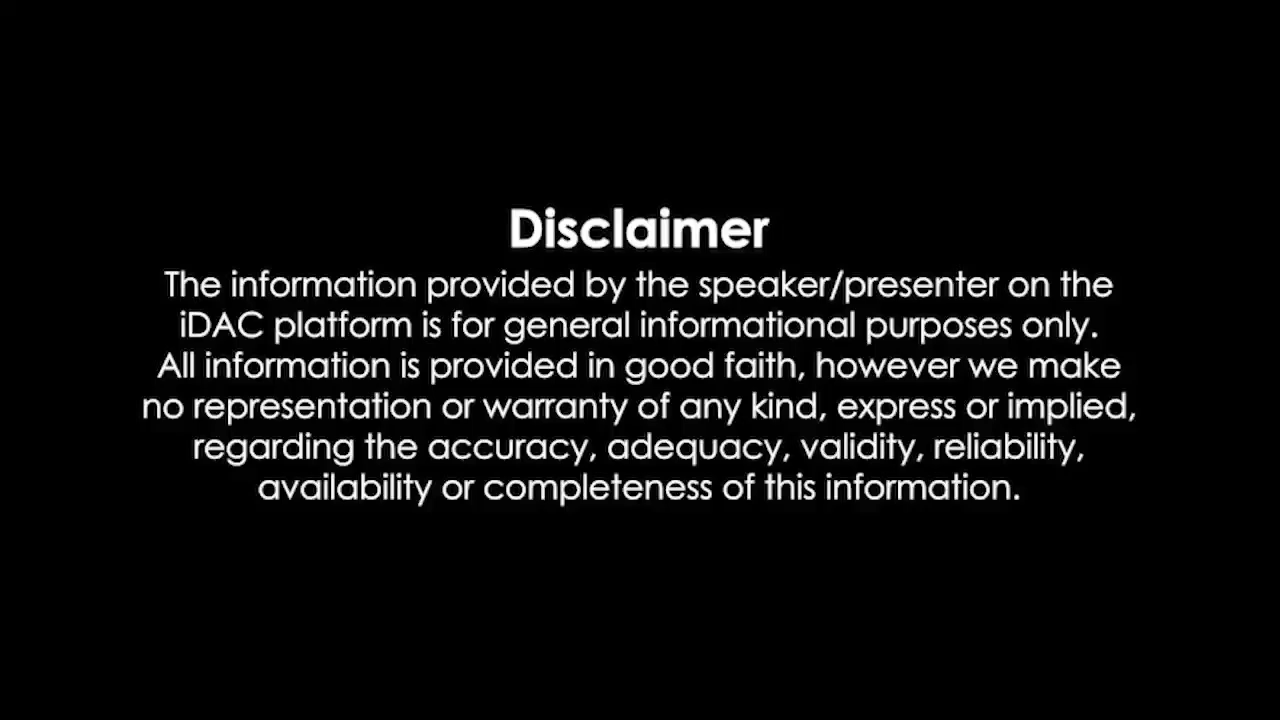 Disclaimer
The information provided by the speaker/presenter on the
iDAC platform is for general informational purposes only.
All information is provided in good faith, however we make
no representation or warranty of any kind, express or implied,
regarding the accuracy, adequacy, validity, reliability,
availability or completeness of this information.